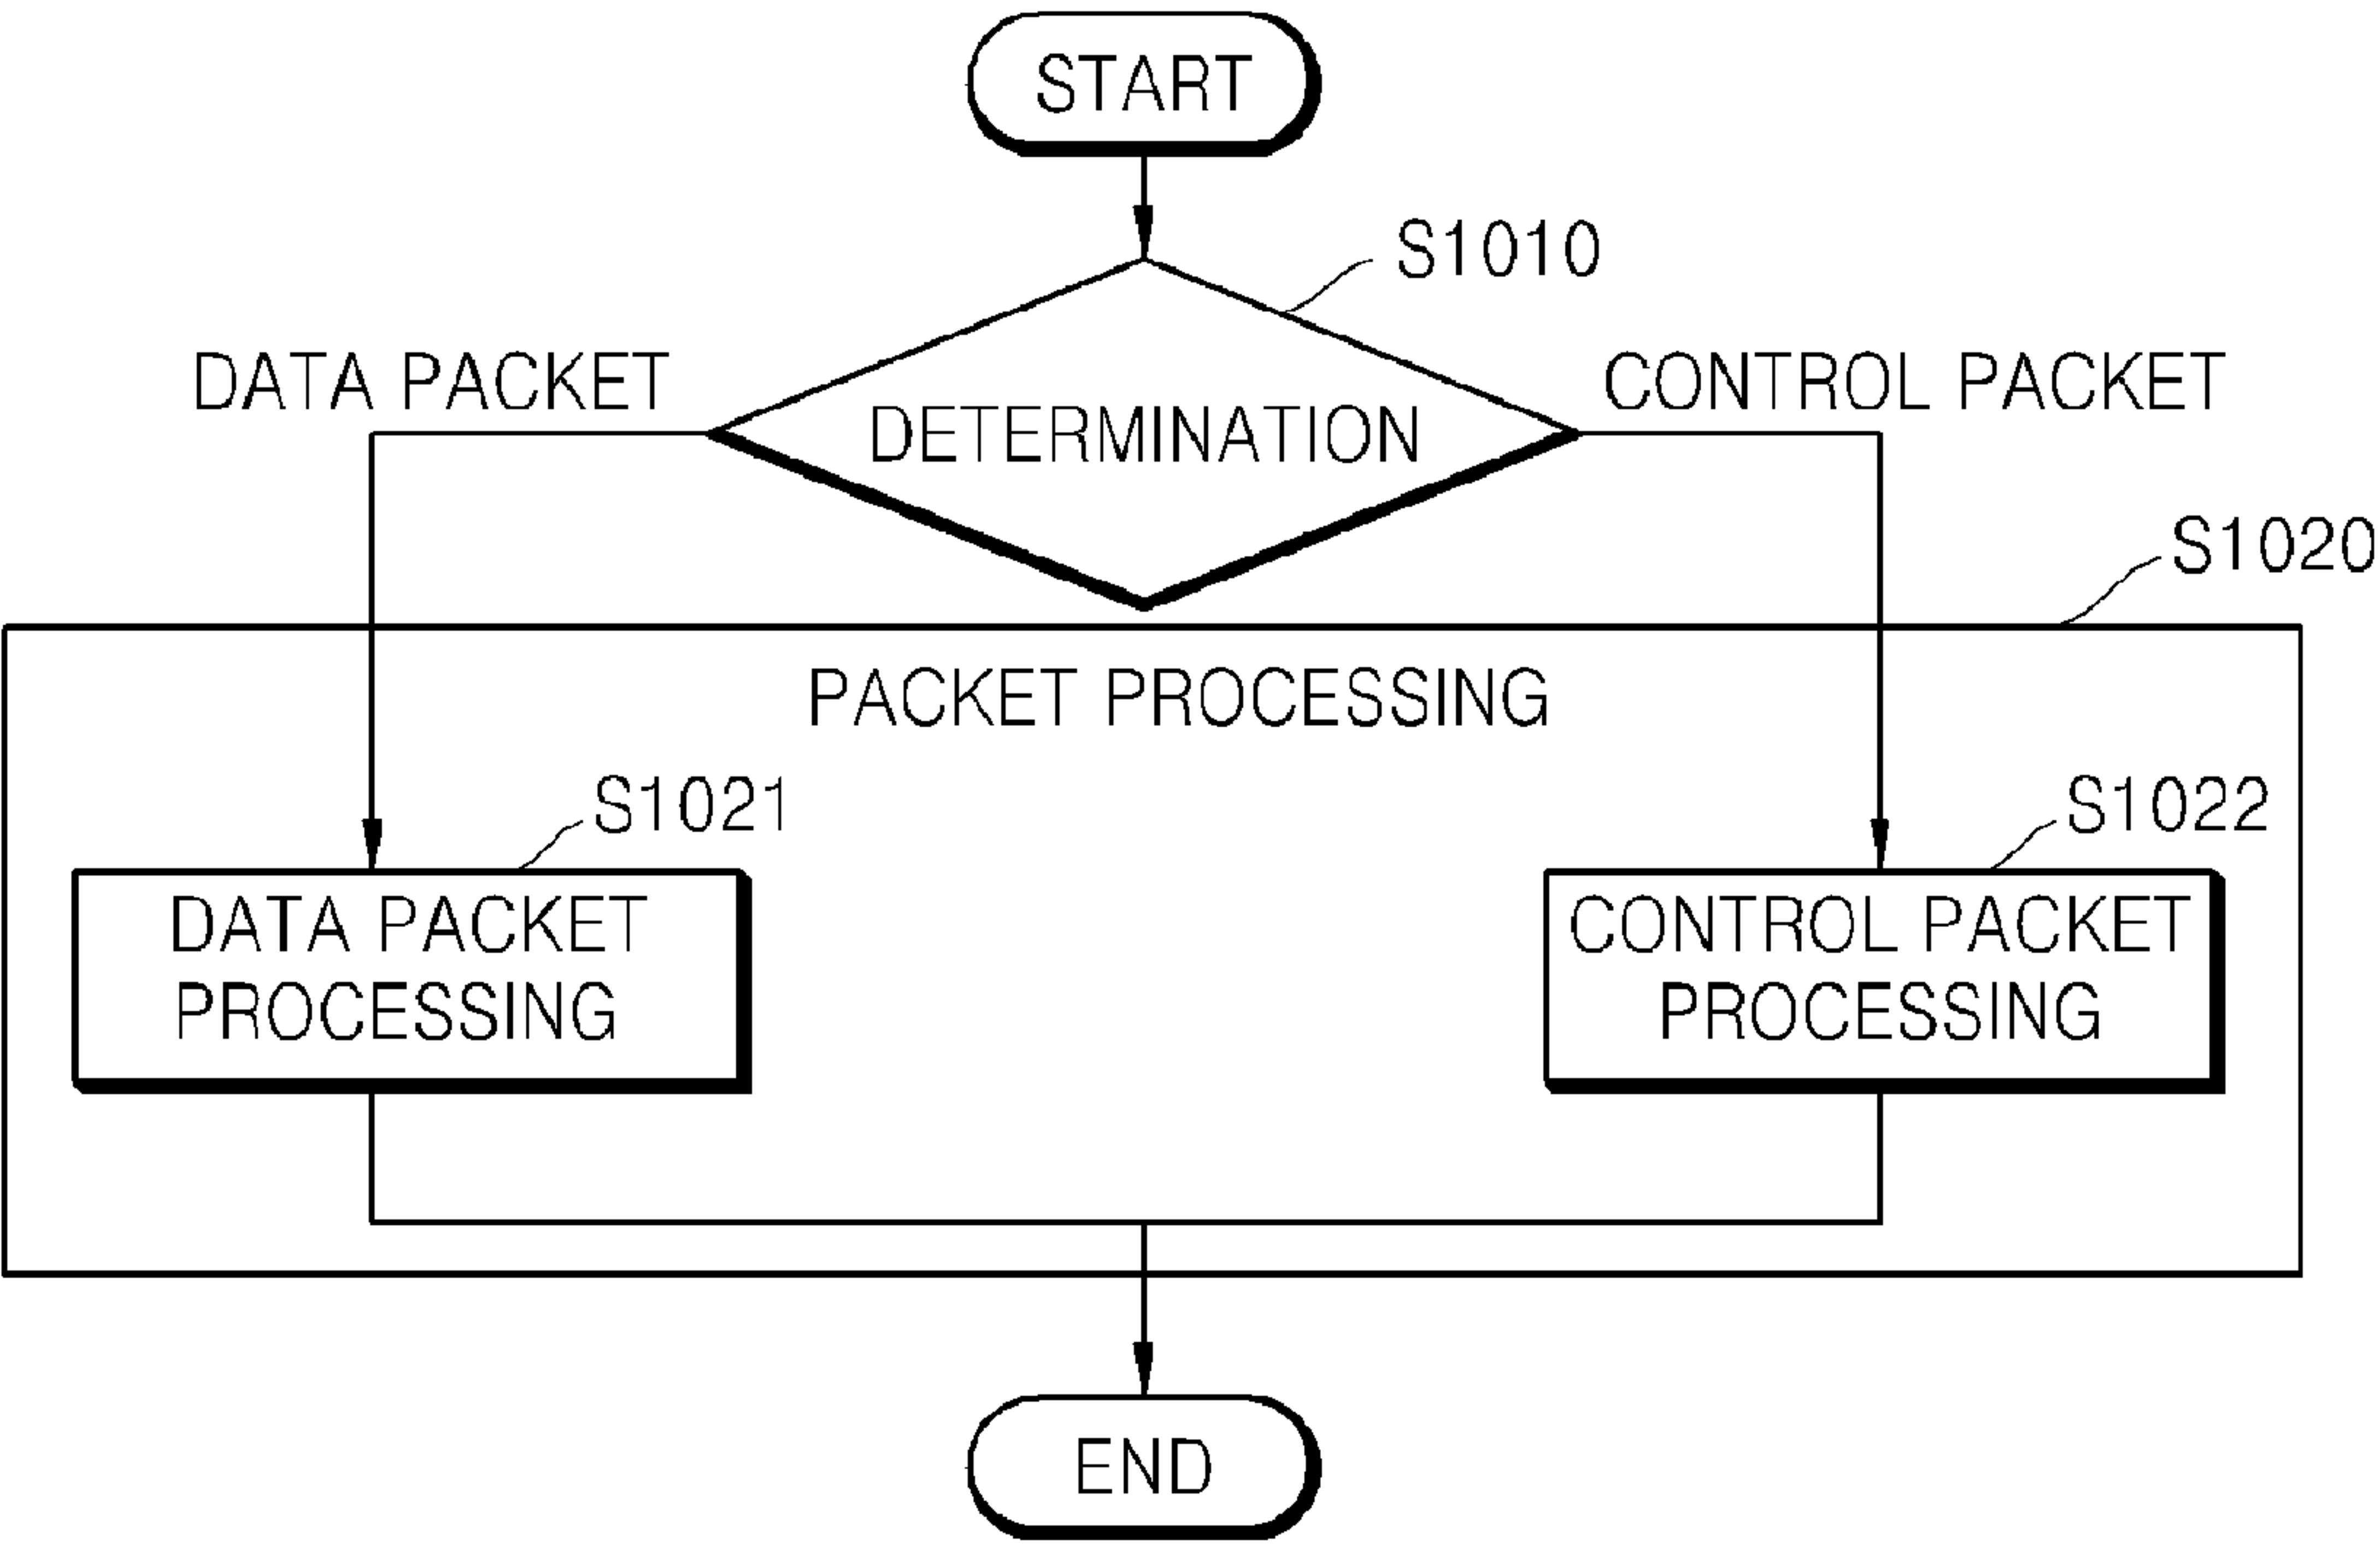 START
S1010
DATA PACKET
CONTROL PACKET
DETERMINATION
S1020
PACKET PROCESSING
S1021
S1022
DATA PACKET
PROCESSING
CONTROL PACKET
PROCESSING
END